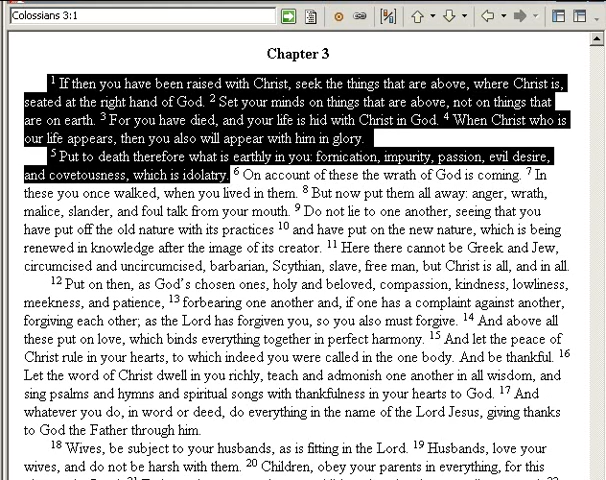 Colossians 3:1
Chapter 3
1 If then you have been raised with Christ, seek the things that are above, where Christ is,
seated at the right hand of God. 2 Set your minds on things that are above, not on things that
are on earth. 3 For you have died, and your life is hid with Christ in God. 4 When Christ who is
our life appears, then you also will appear with him in glory.
5 Put to death therefore what is earthly in you: fornication, impurity, passion, evil desire,
and covetousness, which is idolatry. 6 On account of these the wrath of God is coming. 7 In
these you once walked, when you lived in them. 8 But now put them all away: anger, wrath,
malice, slander, and foul talk from your mouth. 9 Do not lie to one another, seeing that you
have put off the old nature with its practices 10 and have put on the new nature, which is being
renewed in knowledge after the image of its creator. 11 Here there cannot be Greek and Jew,
circumcised and uncircumcised, barbarian, Scythian, slave, free man, but Christ is all, and in all.
12 Put on then, as God's chosen ones, holy and beloved, compassion, kindness, lowliness,
meekness, and patience, 13 forbearing one another and, if one has a complaint against another,
forgiving each other; as the Lord has forgiven you, so you also must forgive. 14 And above all
these put on love, which binds everything together in perfect harmony. 15 And let the peace of
Christ rule in your hearts, to which indeed you were called in the one body. And be thankful. 16
Let the word of Christ dwell in you richly, teach and admonish one another in all wisdom, and
sing psalms and hymns and spiritual songs with thankfulness in your hearts to God. 17 And
whatever you do, in word or deed, do everything in the name of the Lord Jesus, giving thanks
to God the Father through him.
18 Wives, be subject to your husbands, as is fitting in the Lord. 19 Husbands, love your
wives, and do not be harsh with them. 20 Children, obey your parents in everything, for this